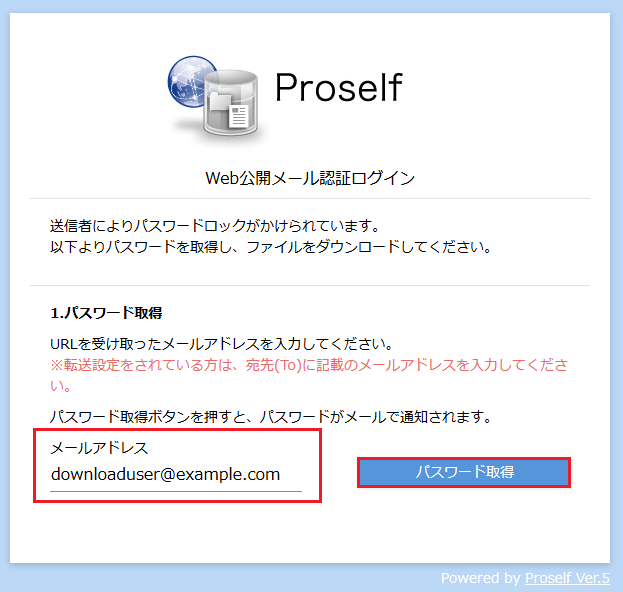 Proself
Web公開メール認証ログイン
送信者によりパスワードロックがかけられています。
以下よりパスワードを取得し、ファイルをダウンロードしてください。
1.パスワード取得
URLを受け取ったメールアドレスを入力してください。
※転送設定をされている方は、宛先(To)に記載のメールアドレスを入力してくださ
い。
パスワード取得ボタンを押すと、パスワードがメールで通知されます。
メールアドレス
downloaduser@example.com
パスワード取得
Powered by Proself Ver.5